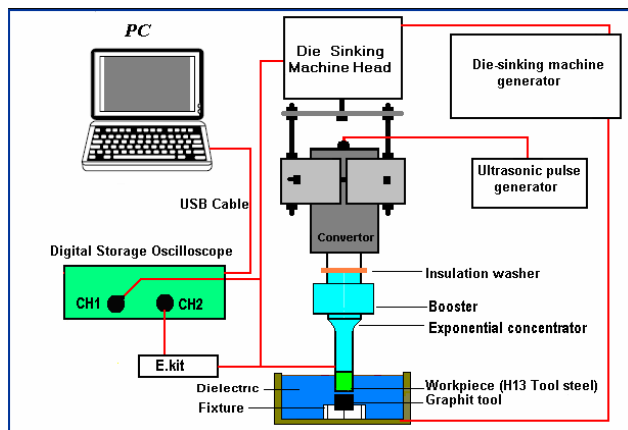 PC
Die Sinking
Machine Head
Die-sinking machine
generator
Ultrasonic pulse
generator
USB Cable
Convertor
Digital Storage Oscilloscope
Insulation washer
CH1
CH2
Booster
Exponential concentrator
E.kit
Dielectric
Workpiece (H13 Tool steel)
Graphit tool
Fixture